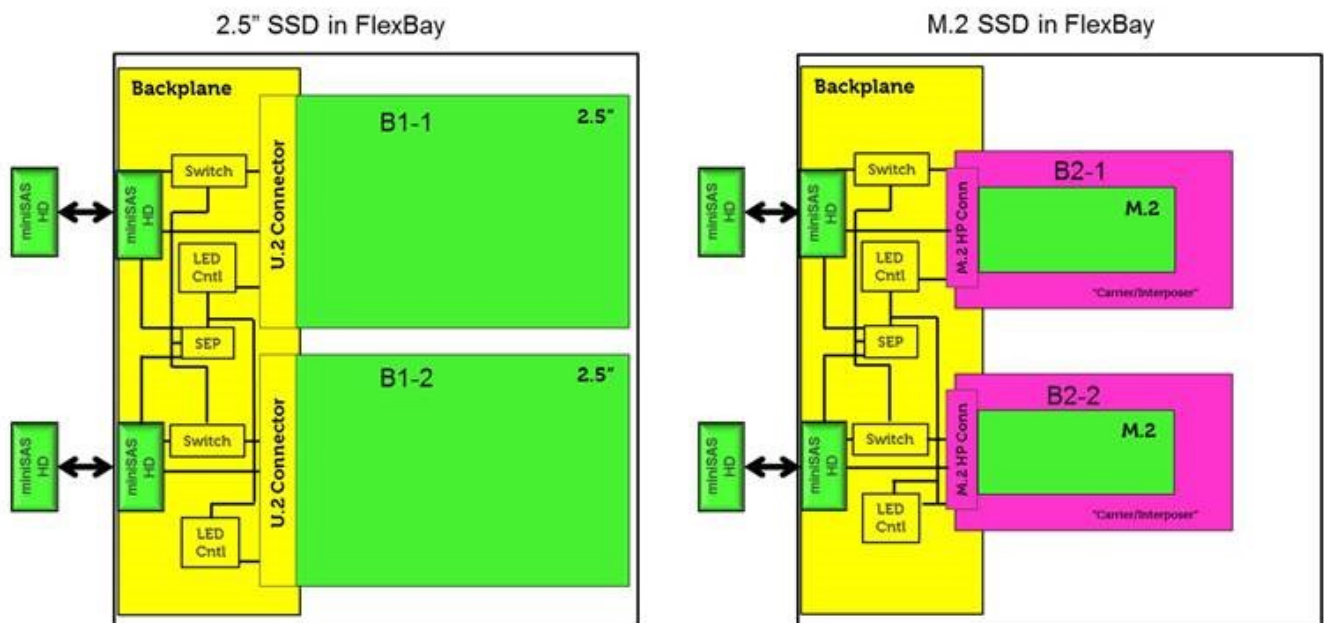 2.5” SSD in FlexBay
Backplane
B1-1
2.5”
U.2 Connector
Switch
miniSAS HD
miniSAS HD
LED
Cntl
SEP
B1-2
2.5”
U.2 Connector
Switch
miniSAS HD
miniSAS HD
LED
Cntl
M.2 SSD in FlexBay
Backplane
B2-1
M.2
M.2 HP Conn
"Carrier/Interposer"
Switch
miniSAS HD
miniSAS HD
LED
Cntl
SEP
B2-2
M.2
M.2 HP Conn
"Carrier/Interposer"
Switch
miniSAS HD
miniSAS HD
LED
Cntl